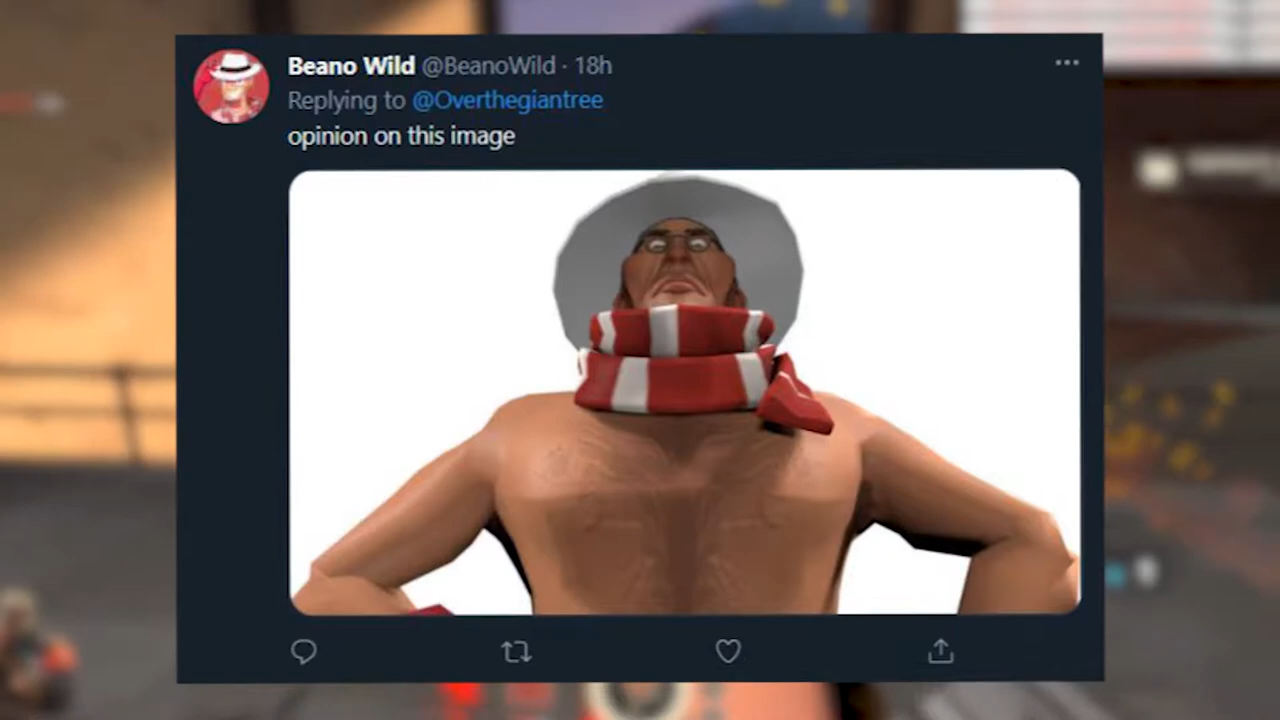 Beano Wild @BeanoWild · 18h
Replying to @Overthegiantree
opinion on this image